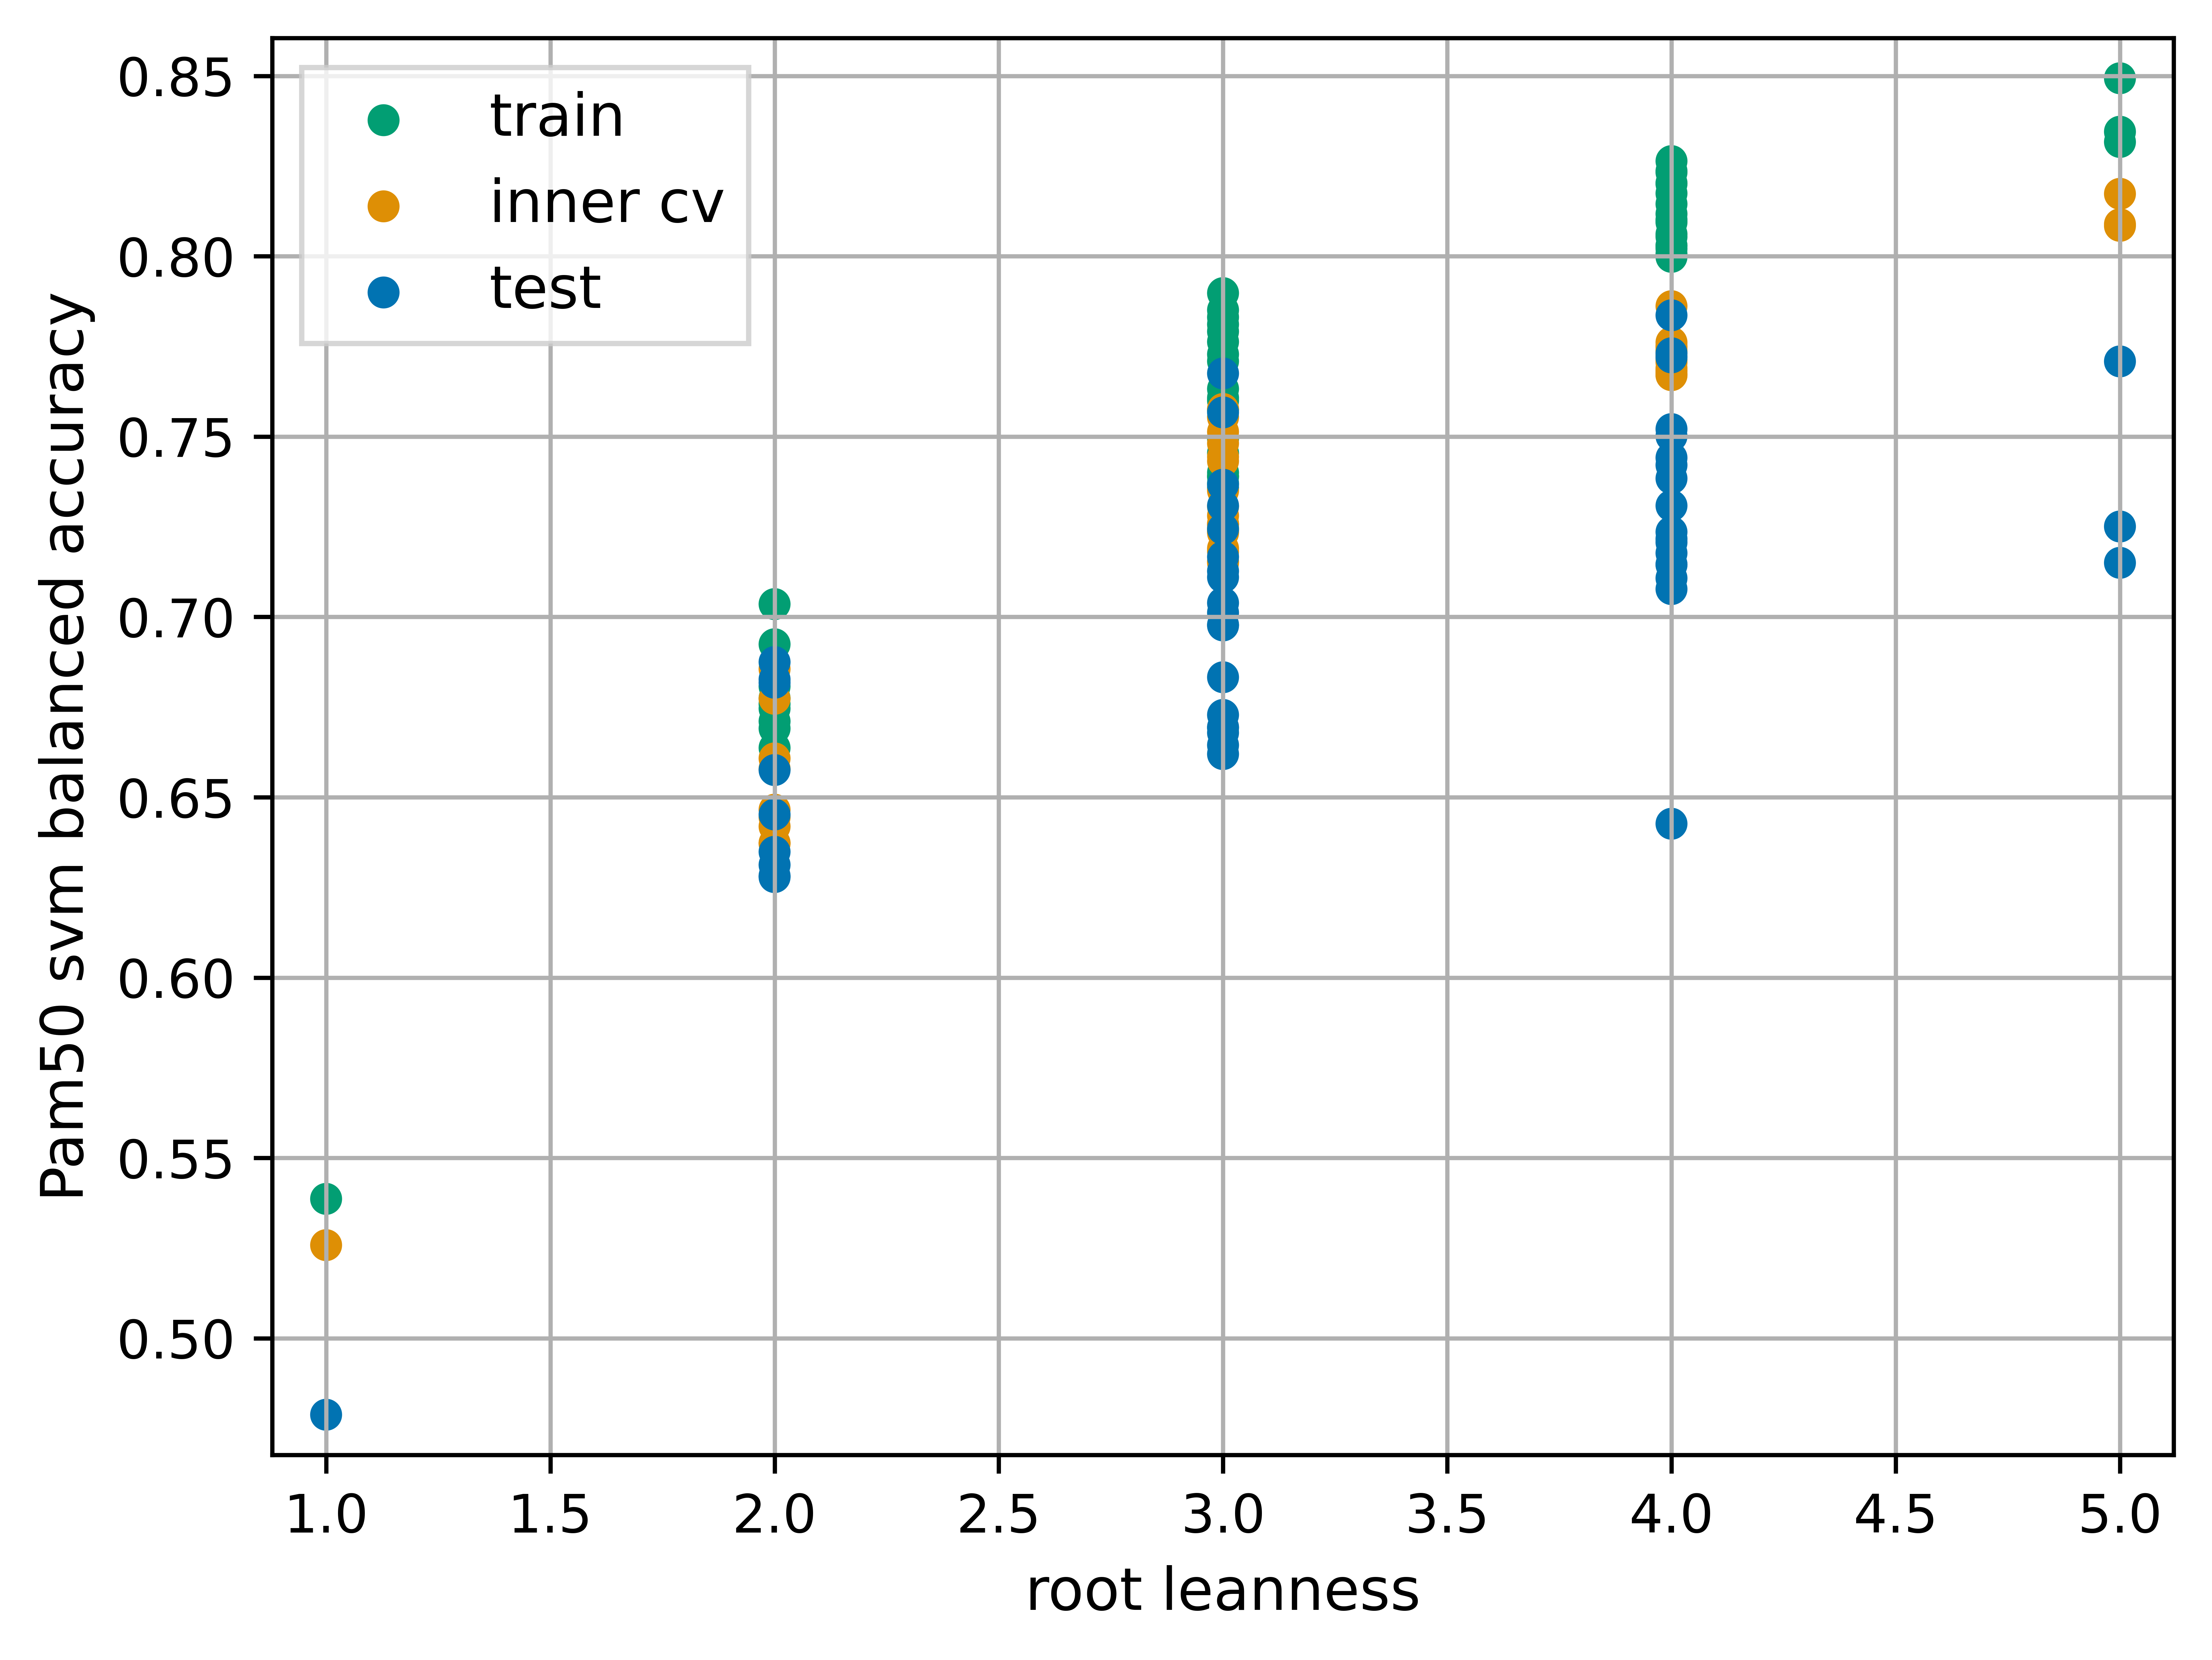 0.85
0.80
0.75
0.70
0.65
0.60
0.55
0.50
Pam50 svm balanced accuracy
train
inner cv
test
1.0 1.5 2.0 2.5 3.0 3.5 4.0 4.5 5.0
root leanness